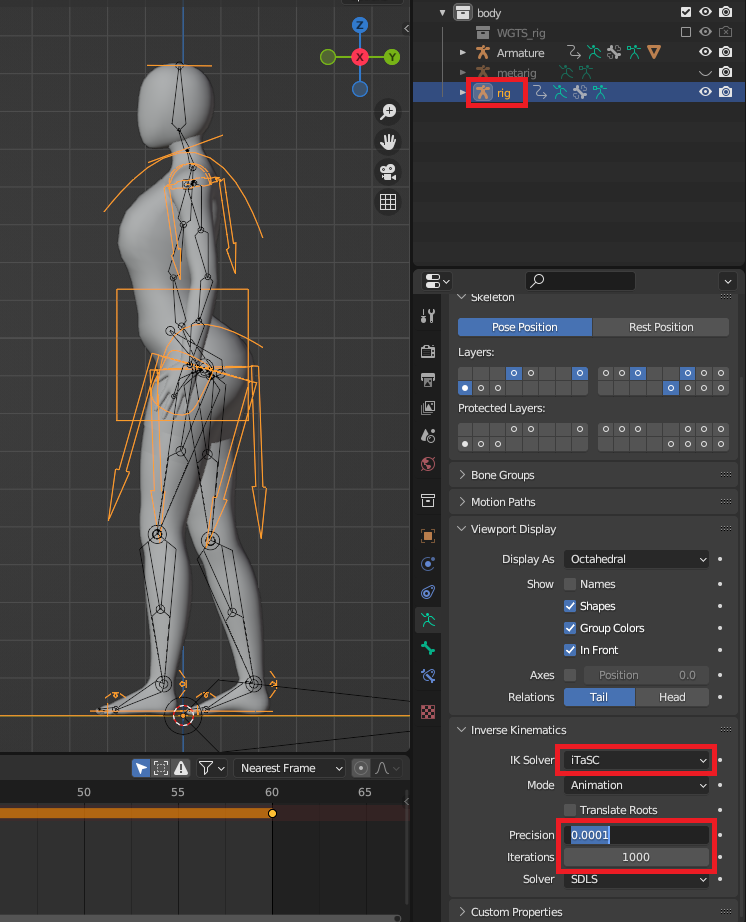 Z
X
Y
body
WGTS_rig
Armature
metarig
rig
Skeleton
Pose Position
Rest Position
Layers:
Protected Layers:
Bone Groups
Motion Paths
Viewport Display
Display As
Octahedral
Show
Names
Shapes
Group Colors
In Front
Axes
Position 0.0
Relations
Tail
Head
Inverse Kinematics
IK Solver
iTaSC
Mode
Animation
Translate Roots
Precision
0.0001
Iterations
1000
Solver
SDLS
Custom Properties
Nearest Frame
50 55 60 65